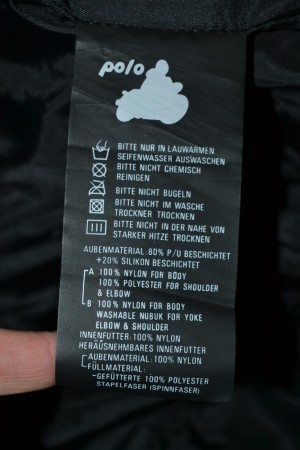 polo
BITTE NUR IN LAUWARMEN
SEIFENWASSER AUSWASCHEN
BITTE NICHT CHEMISCH
REINIGEN
BITTE NICHT BUGELN
BITTE NICHT IM WASCHE
TROCKNER TROCKNEN
BITTE NICHT IN DER NAHE VON
STARKER HITZE TROCKNEN
AUßENMATERIAL:80% P/U BESCHICHTET
+20% SILIKON BESCHICHTET
A 100% NYLON FOR BODY
100% POLYESTER FOR SHOULDER
& ELBOW
B 100% NYLON FOR BODY
WASHABLE NUBUK FOR YOKE
ELBOW & SHOULDER
INNENFUTTER: 100% NYLON
HERÄUSNEHMBARES INNENFUTTER
AUßENMATERIAL: 100% NYLON
FÜLLMATERIAL:
-GEFÜTTERTE 100% POLYESTER
STAPELFASER (SPINNFASER)